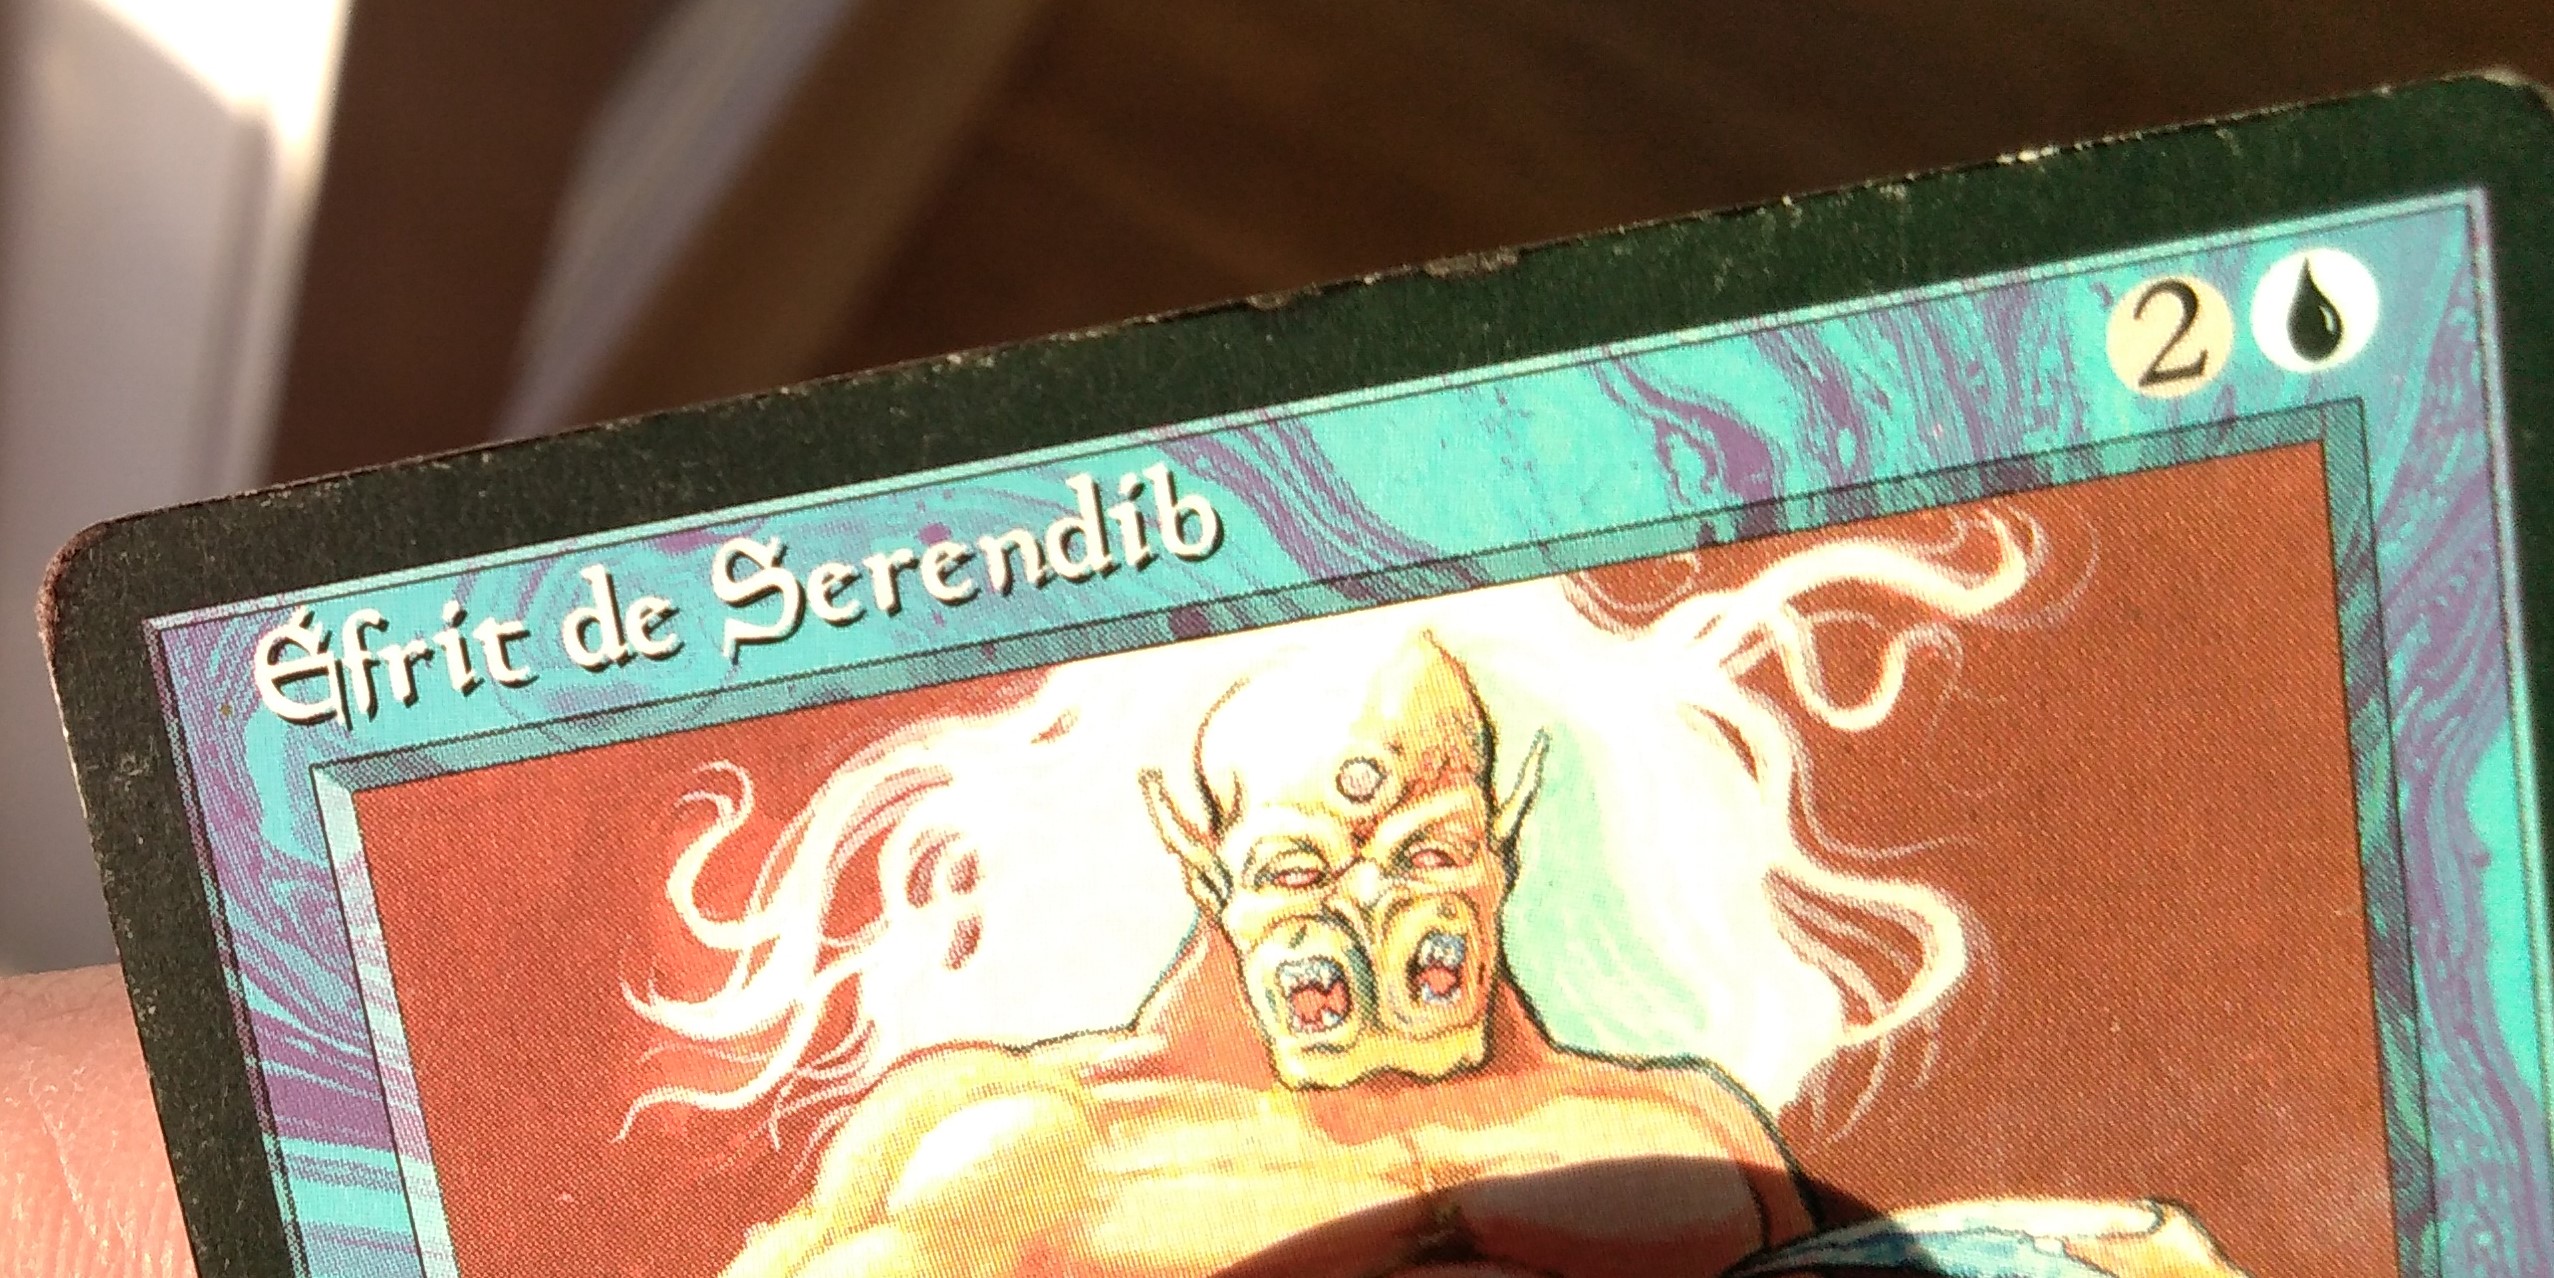 Éfrit de Serendib
2